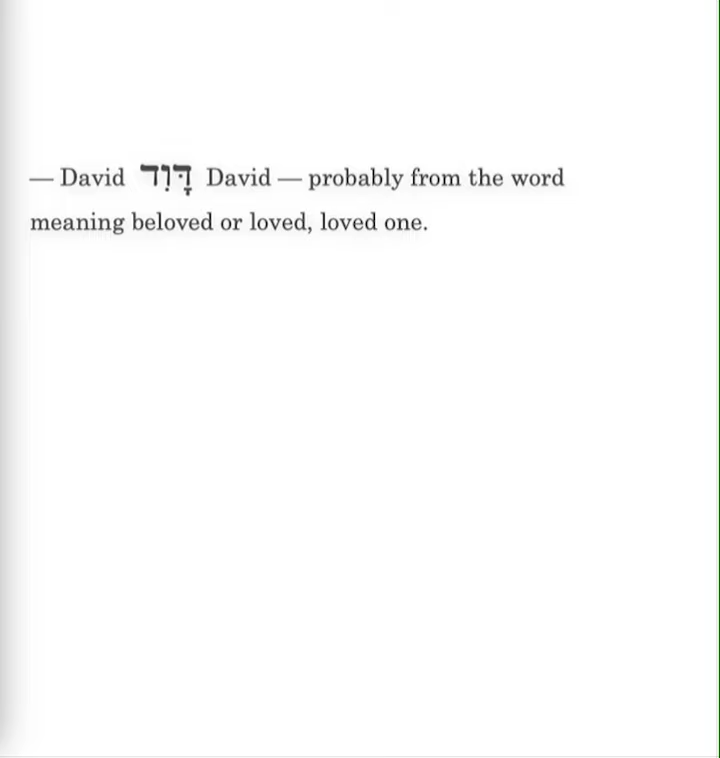 — David דָּוִד David — probably from the word
meaning beloved or loved, loved one.